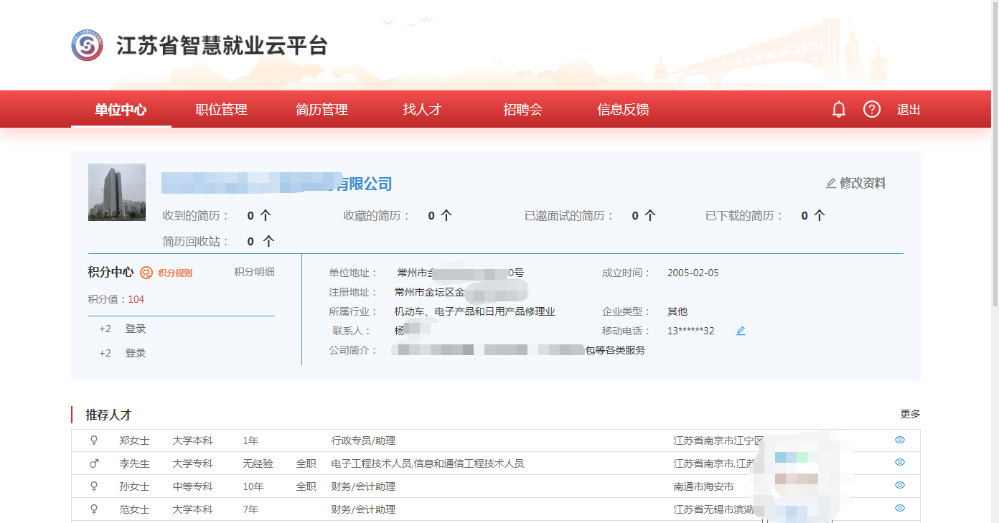 江苏省智慧就业云平台
单位中心 职位管理 简历管理 找人才 招聘会 信息反馈 退出
有限公司 修改资料
收到的简历： 0 个 收藏的简历： 0 个 已邀面试的简历： 0 个 已下载的简历： 0 个
简历回收站： 0 个
积分中心 积分规则 积分明细
积分值：104
+2 登录
+2 登录
单位地址： 常州市金 0号 成立时间： 2005-02-05
注册地址： 常州市金坛区金
所属行业： 机动车、电子产品和日用产品修理业 企业类型： 其他
联系人： 杨 移动电话： 13******32
公司简介： 包等各类服务
推荐人才 更多
郑女士 大学本科 1年 行政专员/助理 江苏省南京市江宁区
李先生 大学专科 无经验 全职 电子工程技术人员,信息和通信工程技术人员 江苏省南京市,江苏
孙女士 中等专科 10年 全职 财务/会计助理 南通市海安市
范女士 大学本科 7年 财务/会计助理 江苏省无锡市滨湖